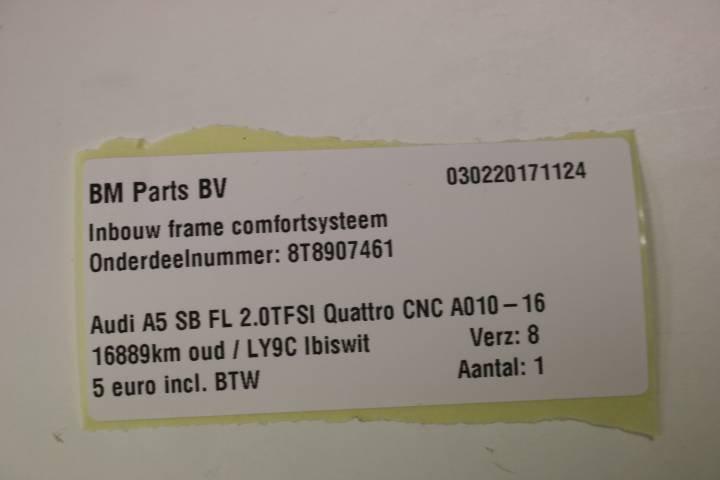 BM Parts BV 030220171124
Inbouw frame comfortsysteem
Onderdeelnummer: 8T8907461
Audi A5 SB FL 2.0TFSI Quattro CNC A010-16
16889km oud / LY9C Ibiswit Verz: 8
5 euro incl. BTW Aantal: 1